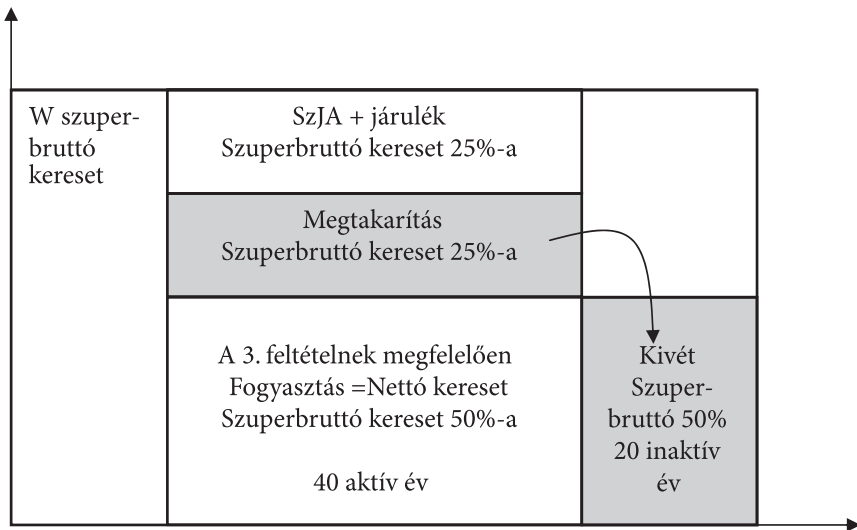 W szuper-
bruttó
kereset
SzJA + járulék
Szuperbruttó kereset 25%-a
Megtakarítás
Szuperbruttó kereset 25%-a
A 3. feltételnek megfelelően
Fogyasztás =Nettó kereset
Szuperbruttó kereset 50%-a
40 aktív év
Kivét
Szuper-
bruttó 50%
20 inaktív
év